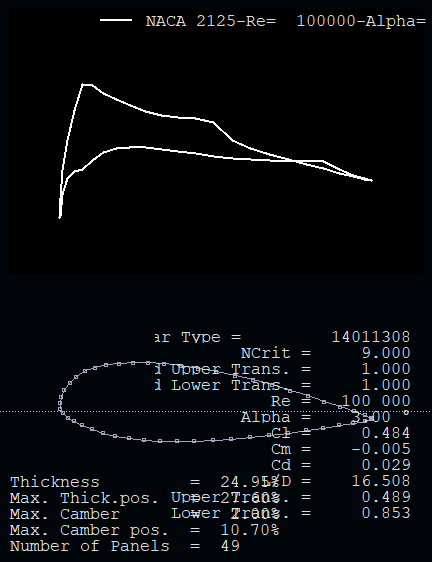 NACA 2125-Re= 100000-Alpha=
ar Type = 14011308
NCrit = 9.000
d Upper Trans. = 1.000
d Lower Trans. = 1.000
Re = 100 000
Alpha = 3.00 °
Cl = 0.484
Cm = -0.005
Cd = 0.029
L/D = 16.508
Upper Trans. = 0.489
Lower Trans. = 0.853
Thickness = 24.95%
Max. Thick.pos. = 27.60%
Max. Camber = 2.00%
Max. Camber pos. = 10.70%
Number of Panels = 49